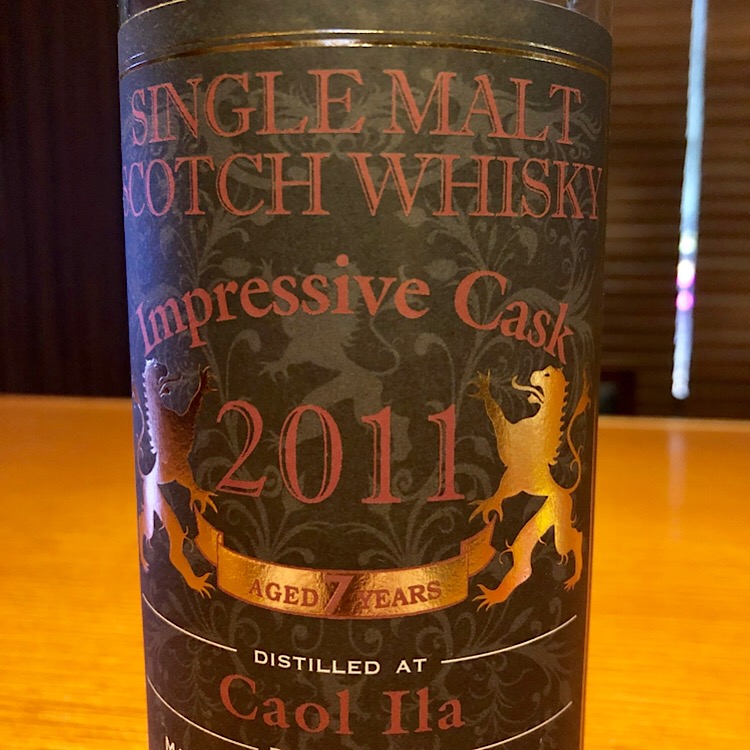 SINGLE MALT
SCOTCH WHISKY
Impressive Cask
2011
AGED 7 YEARS
DISTILLED AT
Caol Ila